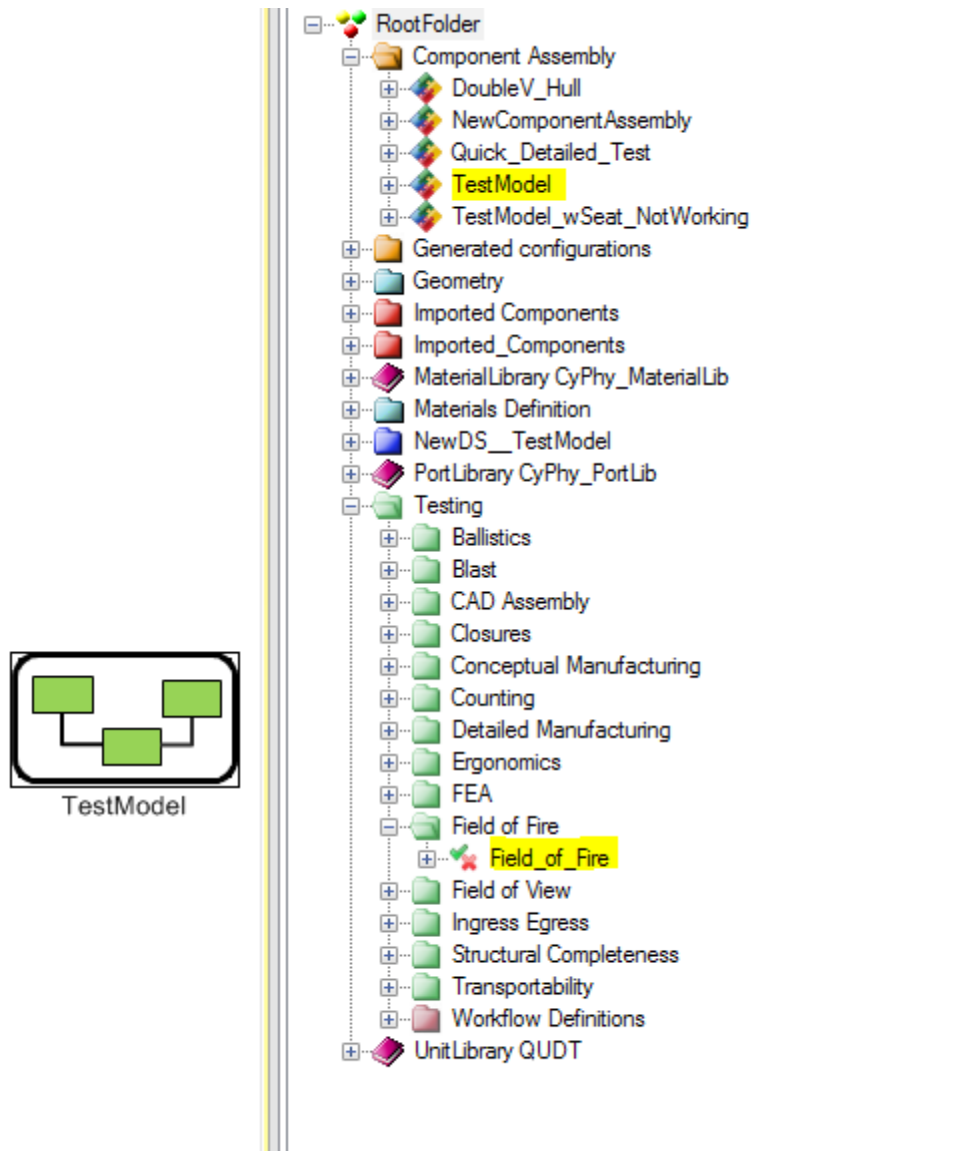 RootFolder
Component Assembly
DoubleV_Hull
NewComponentAssembly
Quick_Detailed_Test
TestModel
TestModel_wSeat_NotWorking
Generated configurations
Geometry
Imported Components
Imported_Components
MaterialLibrary CyPhy_MaterialLib
Materials Definition
NewDS__TestModel
PortLibrary CyPhy_PortLib
Testing
Ballistics
Blast
CAD Assembly
Closures
Conceptual Manufacturing
Counting
Detailed Manufacturing
Ergonomics
FEA
Field of Fire
Field_of_Fire
Field of View
Ingress Egress
Structural Completeness
Transportability
Workflow Definitions
UnitLibrary QUDT
TestModel